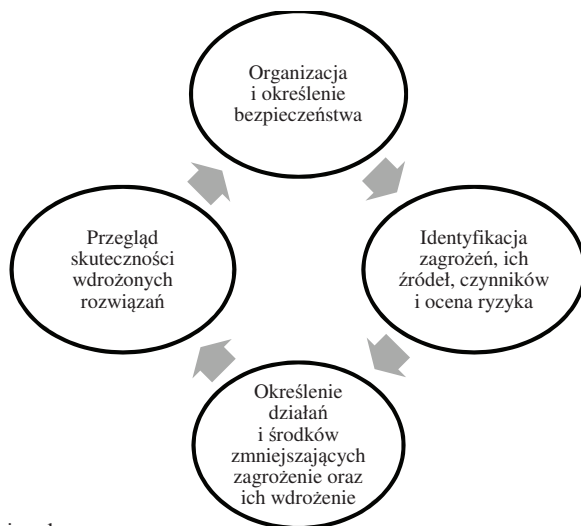 Organizacja
i określenie
bezpieczeństwa
Identyfikacja
zagrożeń, ich
źródeł, czynników
i ocena ryzyka
Określenie
działań
i środków
zmniejszających
zagrożenie oraz
ich wdrożenie
Przegląd
skuteczności
wdrożonych
rozwiązań